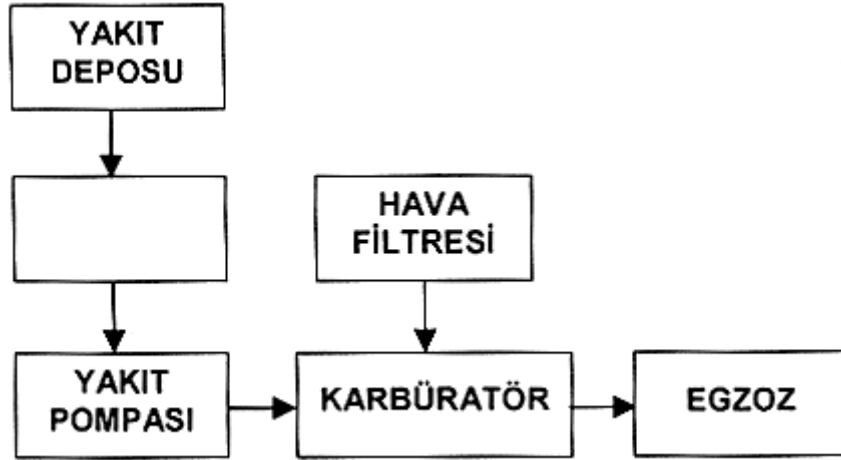 YAKIT
DEPOSU
HAVA
FİLTRESİ
YAKIT
POMPASI
KARBÜRATÖR
EGZOZ